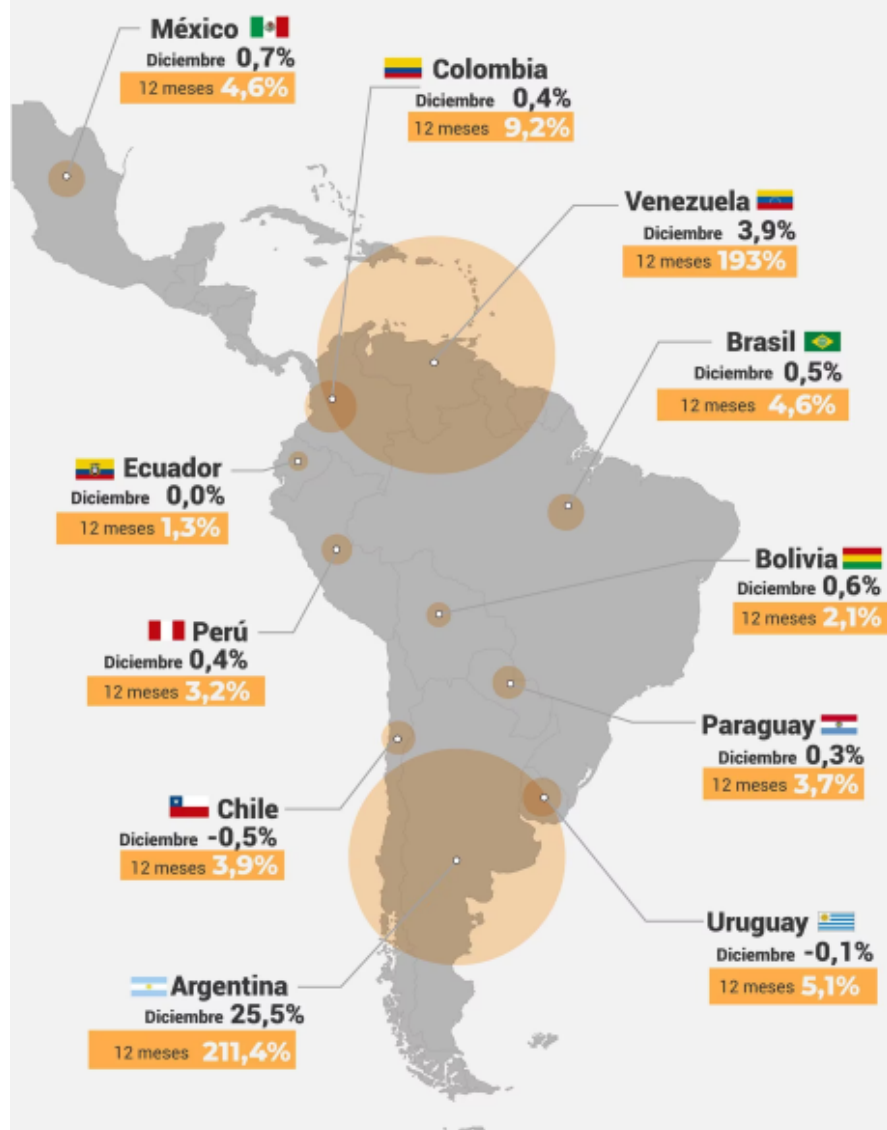 México
Diciembre 0,7%
12 meses 4,6%
Colombia
Diciembre 0,4%
12 meses 9,2%
Venezuela
Diciembre 3,9%
12 meses 193%
Brasil
Diciembre 0,5%
12 meses 4,6%
Ecuador
Diciembre 0,0%
12 meses 1,3%
Bolivia
Diciembre 0,6%
12 meses 2,1%
Perú
Diciembre 0,4%
12 meses 3,2%
Paraguay
Diciembre 0,3%
12 meses 3,7%
Chile
Diciembre -0,5%
12 meses 3,9%
Uruguay
Diciembre -0,1%
12 meses 5,1%
Argentina
Diciembre 25,5%
12 meses 211,4%